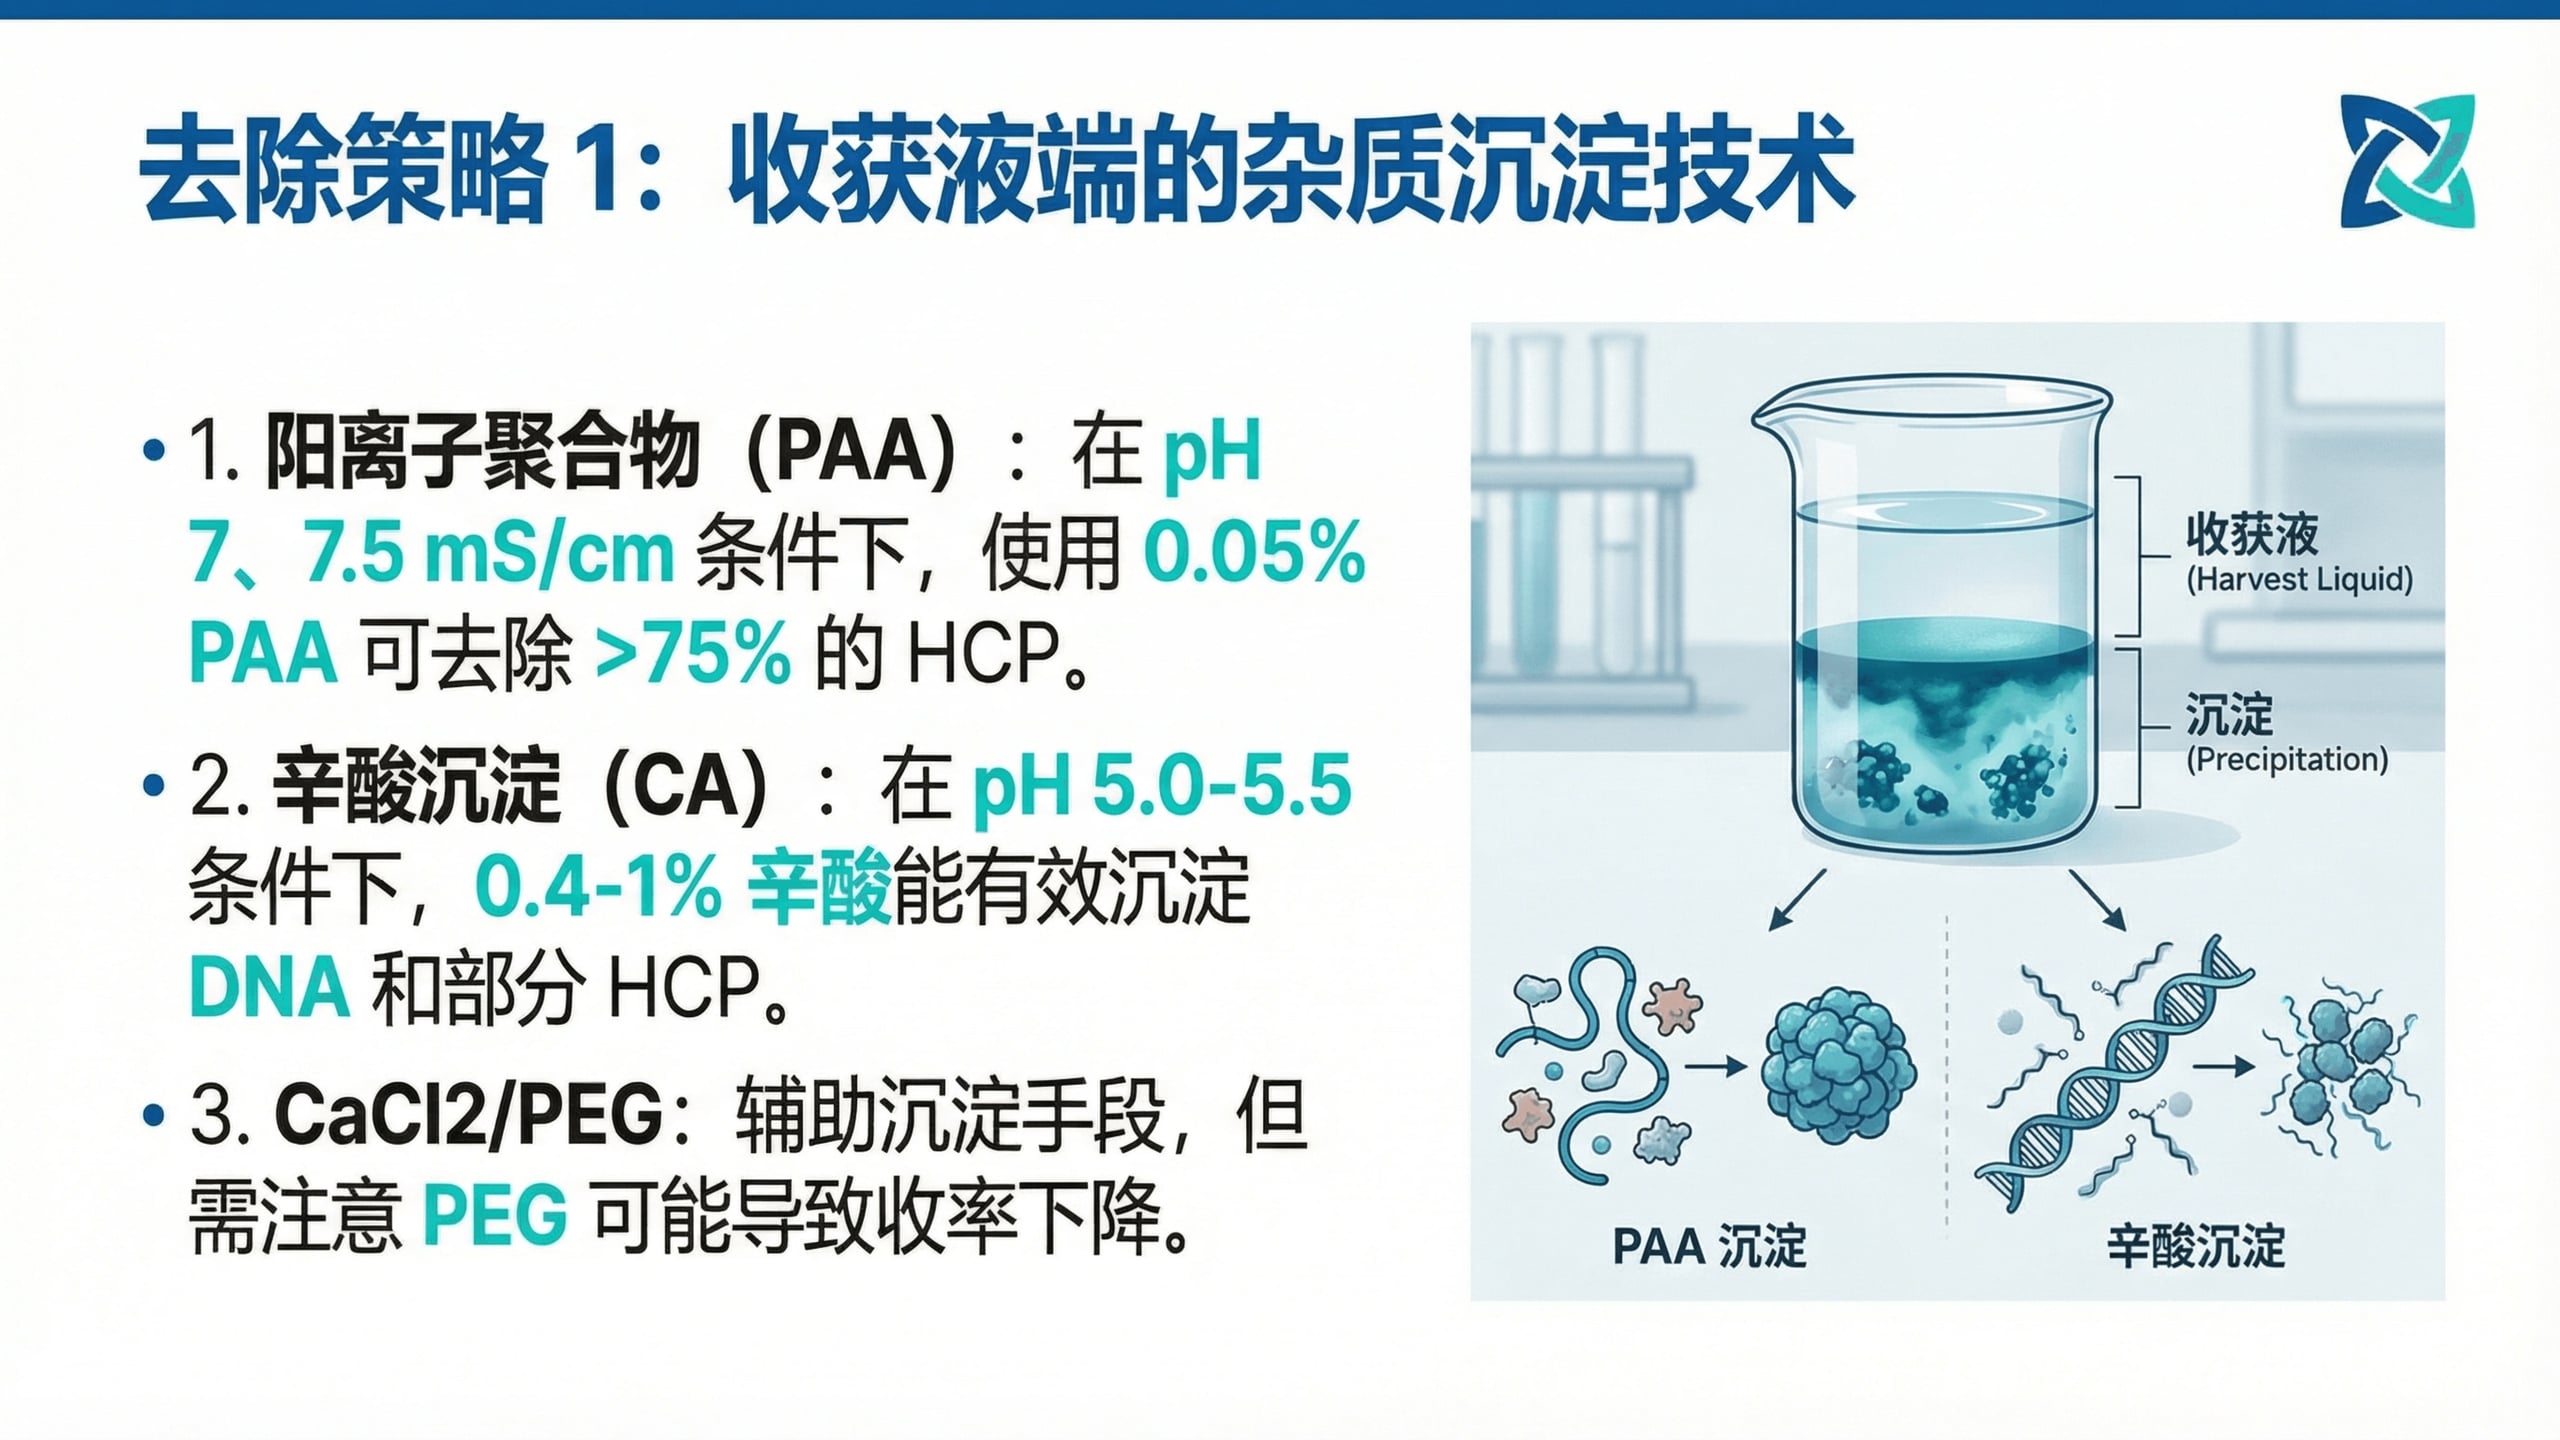 去除策略 1：收获液端的杂质沉淀技术
• 1. 阳离子聚合物（PAA）：在 pH
7、7.5 mS/cm 条件下，使用 0.05%
PAA 可去除 >75% 的 HCP。
• 2. 辛酸沉淀（CA）：在 pH 5.0-5.5
条件下，0.4-1% 辛酸能有效沉淀
DNA 和部分 HCP。
• 3. CaCl2/PEG：辅助沉淀手段，但
需注意 PEG 可能导致收率下降。
收获液
(Harvest Liquid)
沉淀
(Precipitation)
PAA 沉淀
辛酸沉淀